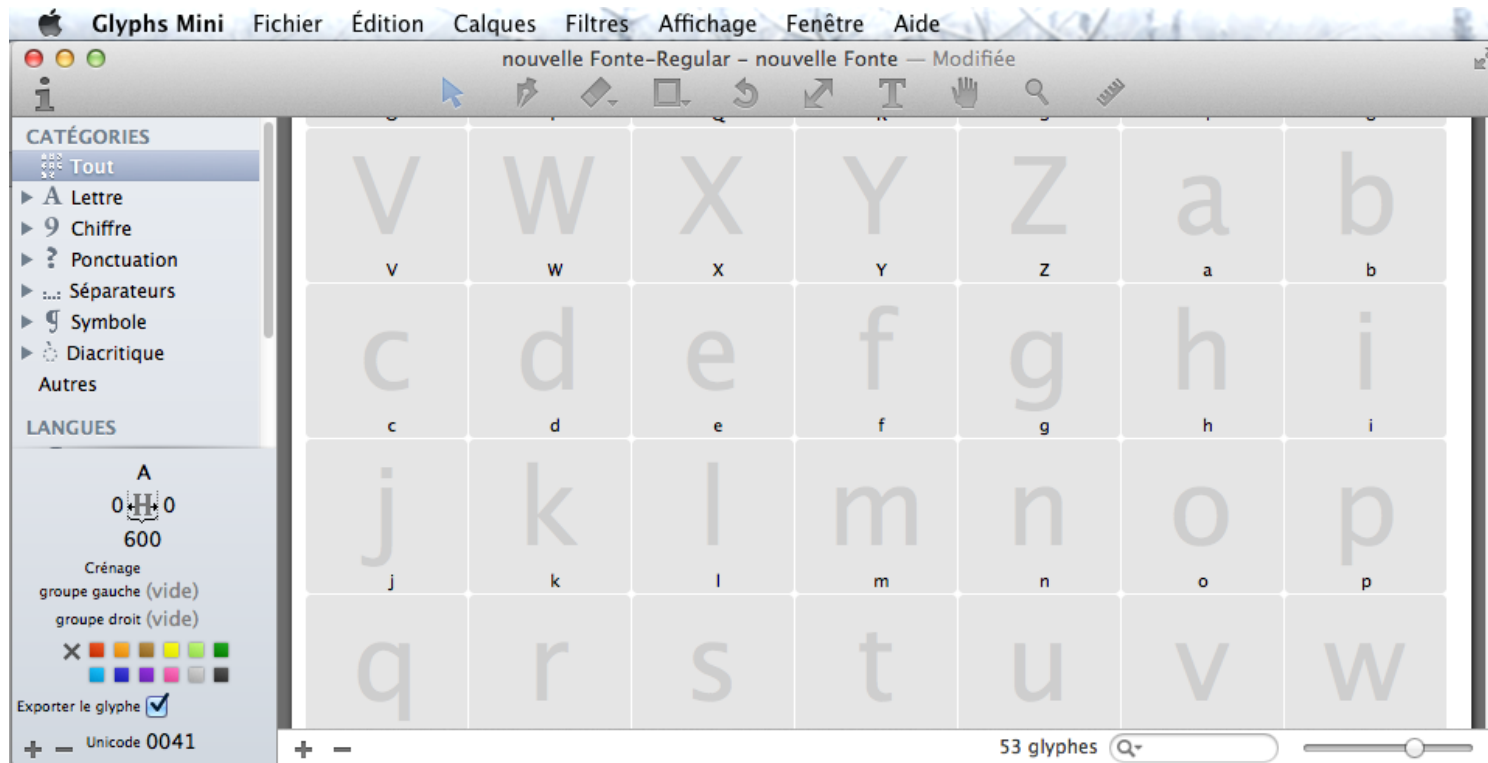 Glyphs Mini Fichier Édition Calques Filtres Affichage Fenêtre Aide
nouvelle Fonte-Regular – nouvelle Fonte — Modifiée
CATÉGORIES
Tout
A Lettre
9 Chiffre
? Ponctuation
Séparateurs
Symbole
Diacritique
Autres
LANGUES
A
0 H 0
600
Crénage
groupe gauche (vide)
groupe droit (vide)
Exporter le glyphe
Unicode 0041
V W X Y Z a b
V W X Y Z a b
c d e f g h i
c d e f g h i
j k l m n o p
j k l m n o p
q r s t u v w
53 glyphes